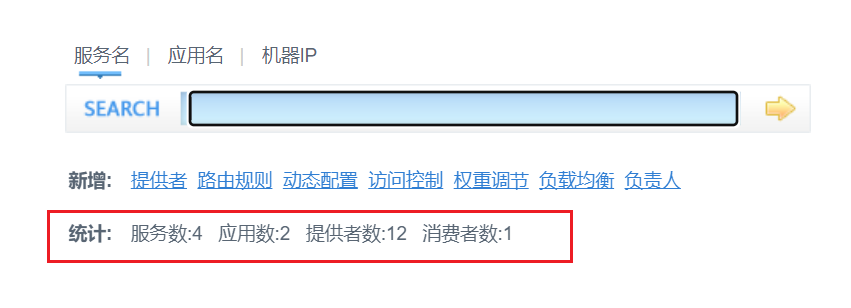 服务名 | 应用名 | 机器IP
SEARCH
新增: 提供者 路由规则 动态配置 访问控制 权重调节 负载均衡 负责人
统计: 服务数:4 应用数:2 提供者数:12 消费者数:1